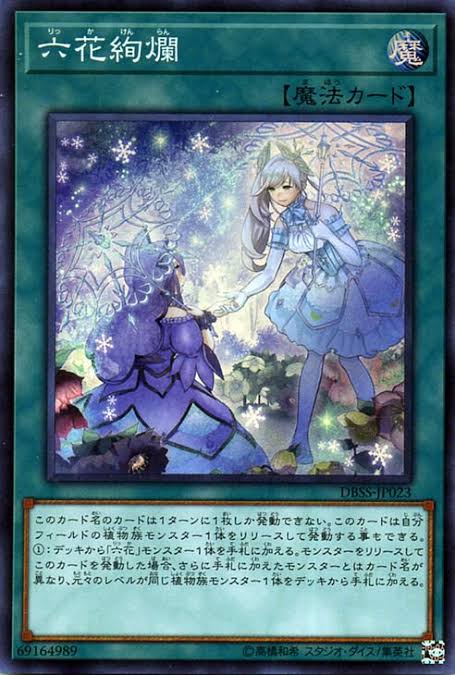 六花絢爛
【魔法カード】
DBSS-JP023
このカード名のカードは1ターンに1枚しか発動できない。このカードは自分
フィールドの植物族モンスター1体をリリースして発動する事もできる。
①:デッキから「六花」モンスター1体を手札に加える。モンスターをリリースして
このカードを発動した場合、さらに手札に加えたモンスターとはカード名が
異なり、元々のレベルが同じ植物族モンスター1体をデッキから手札に加える。
69164989 ©高橋和希 スタジオ・ダイス/集英社